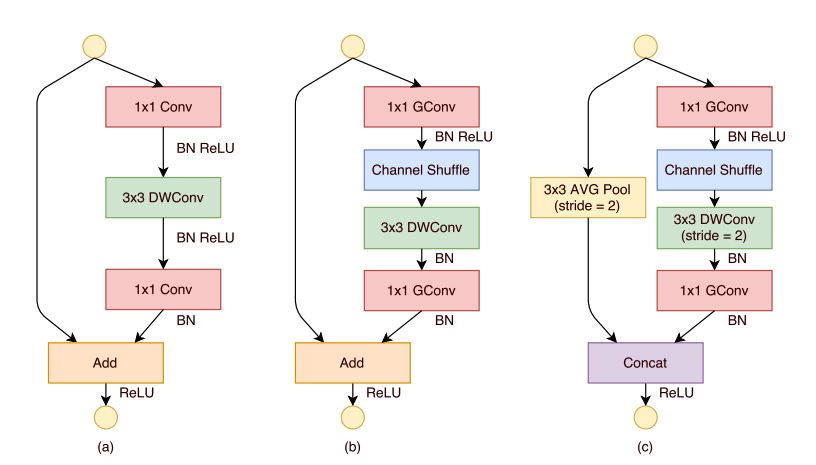 1x1 Conv
BN ReLU
3x3 DWConv
BN ReLU
1x1 Conv
BN
Add
ReLU
(a)
1x1 GConv
BN ReLU
Channel Shuffle
3x3 DWConv
BN
1x1 GConv
BN
Add
ReLU
(b)
1x1 GConv
BN ReLU
Channel Shuffle
3x3 AVG Pool
(stride = 2)
3x3 DWConv
(stride = 2)
BN
1x1 GConv
BN
Concat
ReLU
(c)